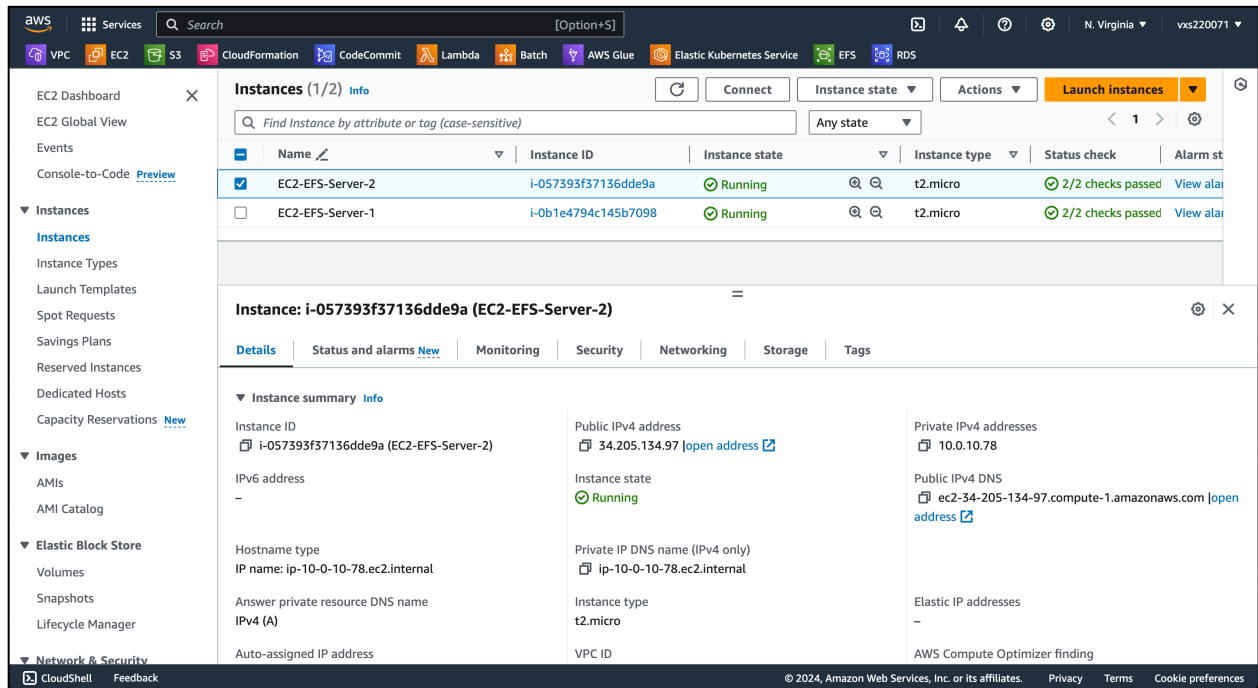 aws Services Search [Option+S] N. Virginia vxs220071
VPC EC2 S3 CloudFormation CodeCommit Lambda Batch AWS Glue Elastic Kubernetes Service EFS RDS
EC2 Dashboard
EC2 Global View
Events
Console-to-Code Preview
Instances
Instances
Instance Types
Launch Templates
Spot Requests
Savings Plans
Reserved Instances
Dedicated Hosts
Capacity Reservations New
Images
AMIs
AMI Catalog
Elastic Block Store
Volumes
Snapshots
Lifecycle Manager
Network & Security
Instances (1/2) Info Connect Instance state Actions Launch instances
Find Instance by attribute or tag (case-sensitive) Any state 1
Name Instance ID Instance state Instance type Status check Alarm st
EC2-EFS-Server-2 i-057393f37136dde9a Running t2.micro 2/2 checks passed View alar
EC2-EFS-Server-1 i-0b1e4794c145b7098 Running t2.micro 2/2 checks passed View alar
Instance: i-057393f37136dde9a (EC2-EFS-Server-2)
Details Status and alarms New Monitoring Security Networking Storage Tags
Instance summary Info
Instance ID Public IPv4 address Private IPv4 addresses
i-057393f37136dde9a (EC2-EFS-Server-2) 34.205.134.97 |open address 10.0.10.78
IPv6 address Instance state Public IPv4 DNS
– Running ec2-34-205-134-97.compute-1.amazonaws.com |open
address
Hostname type Private IP DNS name (IPv4 only)
IP name: ip-10-0-10-78.ec2.internal ip-10-0-10-78.ec2.internal
Answer private resource DNS name Instance type Elastic IP addresses
IPv4 (A) t2.micro –
Auto-assigned IP address VPC ID AWS Compute Optimizer finding
CloudShell Feedback © 2024, Amazon Web Services, Inc. or its affiliates. Privacy Terms Cookie preferences